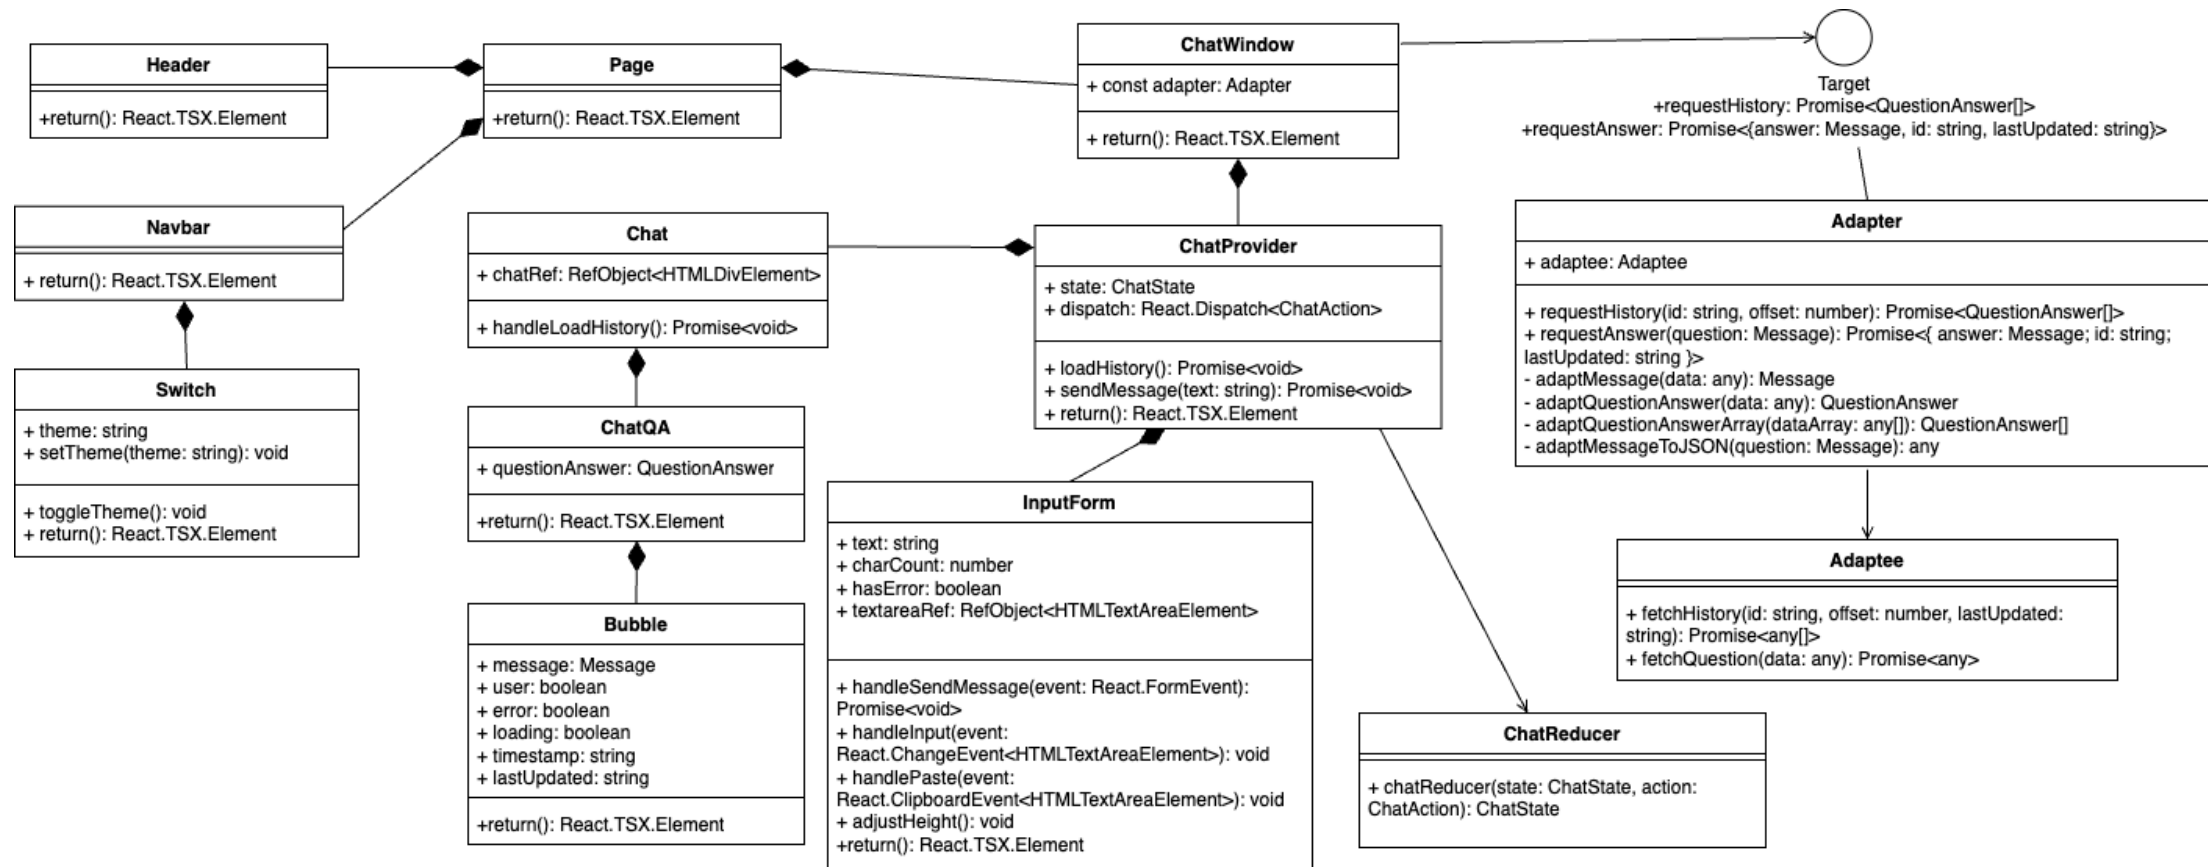 Header
+return(): React.TSX.Element
Page
+return(): React.TSX.Element
ChatWindow
+ const adapter: Adapter
+ return(): React.TSX.Element
Target
+requestHistory: Promise<QuestionAnswer[]>
+requestAnswer: Promise<{answer: Message, id: string, lastUpdated: string}>
Navbar
+ return(): React.TSX.Element
Chat
+ chatRef: RefObject<HTMLDivElement>
+ handleLoadHistory(): Promise<void>
ChatProvider
+ state: ChatState
+ dispatch: React.Dispatch<ChatAction>
+ loadHistory(): Promise<void>
+ sendMessage(text: string): Promise<void>
+ return(): React.TSX.Element
Adapter
+ adaptee: Adaptee
+ requestHistory(id: string, offset: number): Promise<QuestionAnswer[]>
+ requestAnswer(question: Message): Promise<{ answer: Message; id: string;
lastUpdated: string }>
- adaptMessage(data: any): Message
- adaptQuestionAnswer(data: any): QuestionAnswer
- adaptQuestionAnswerArray(dataArray: any[]): QuestionAnswer[]
- adaptMessageToJSON(question: Message): any
Switch
+ theme: string
+ setTheme(theme: string): void
+ toggleTheme(): void
+ return(): React.TSX.Element
ChatQA
+ questionAnswer: QuestionAnswer
+return(): React.TSX.Element
InputForm
+ text: string
+ charCount: number
+ hasError: boolean
+ textareaRef: RefObject<HTMLTextAreaElement>
+ handleSendMessage(event: React.FormEvent):
Promise<void>
+ handleInput(event:
React.ChangeEvent<HTMLTextAreaElement>): void
+ handlePaste(event:
React.ClipboardEvent<HTMLTextAreaElement>): void
+ adjustHeight(): void
+return(): React.TSX.Element
Adaptee
+ fetchHistory(id: string, offset: number, lastUpdated:
string): Promise<any[]>
+ fetchQuestion(data: any): Promise<any>
Bubble
+ message: Message
+ user: boolean
+ error: boolean
+ loading: boolean
+ timestamp: string
+ lastUpdated: string
+return(): React.TSX.Element
ChatReducer
+ chatReducer(state: ChatState, action:
ChatAction): ChatState